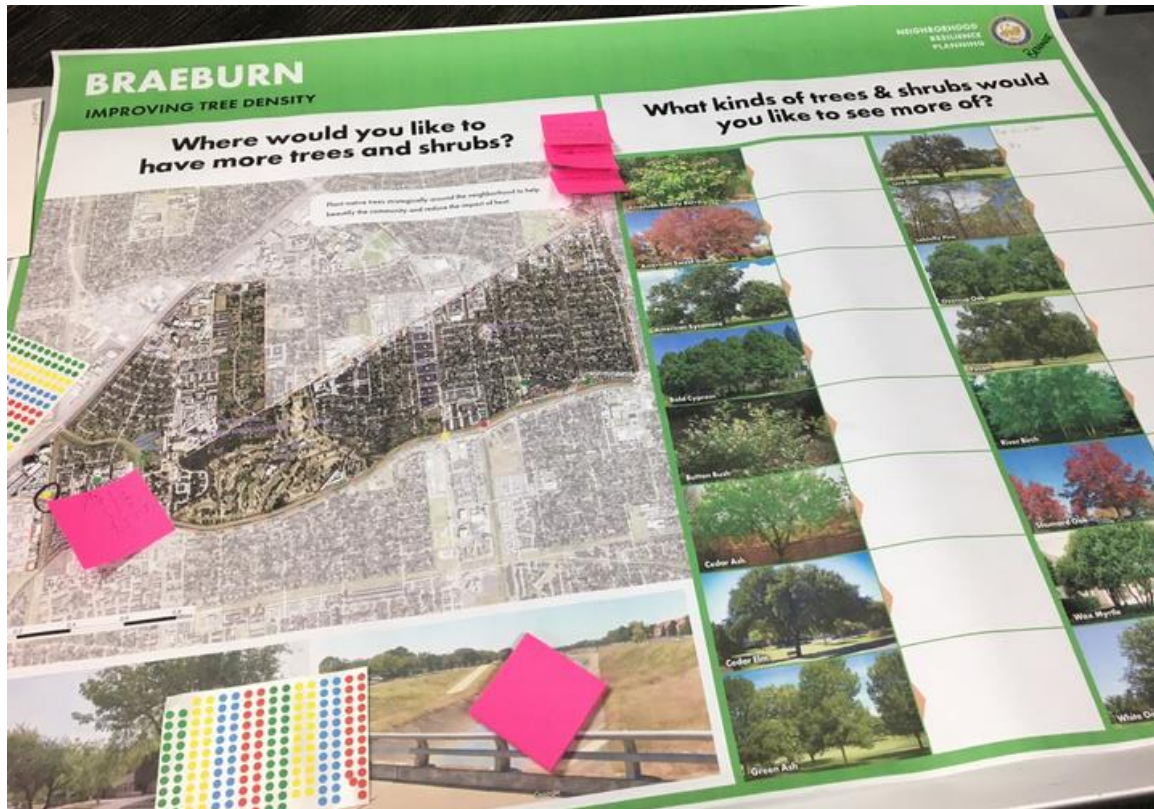 BRAEBURN
IMPROVING TREE DENSITY
NEIGHBORHOOD
RESILIENCE
PLANNING
Where would you like to
have more trees and shrubs?
Plant native trees strategically around the neighborhood to help
beautify the community and reduce the impact of heat.
What kinds of trees & shrubs would
you like to see more of?
American Sycamore
Bald Cypress
Button Bush
Cedar Ash
Cedar Elm
Green Ash
Live Oak
Loblolly Pine
Overcup Oak
River Birch
Shumard Oak
Wax Myrtle
White
Google